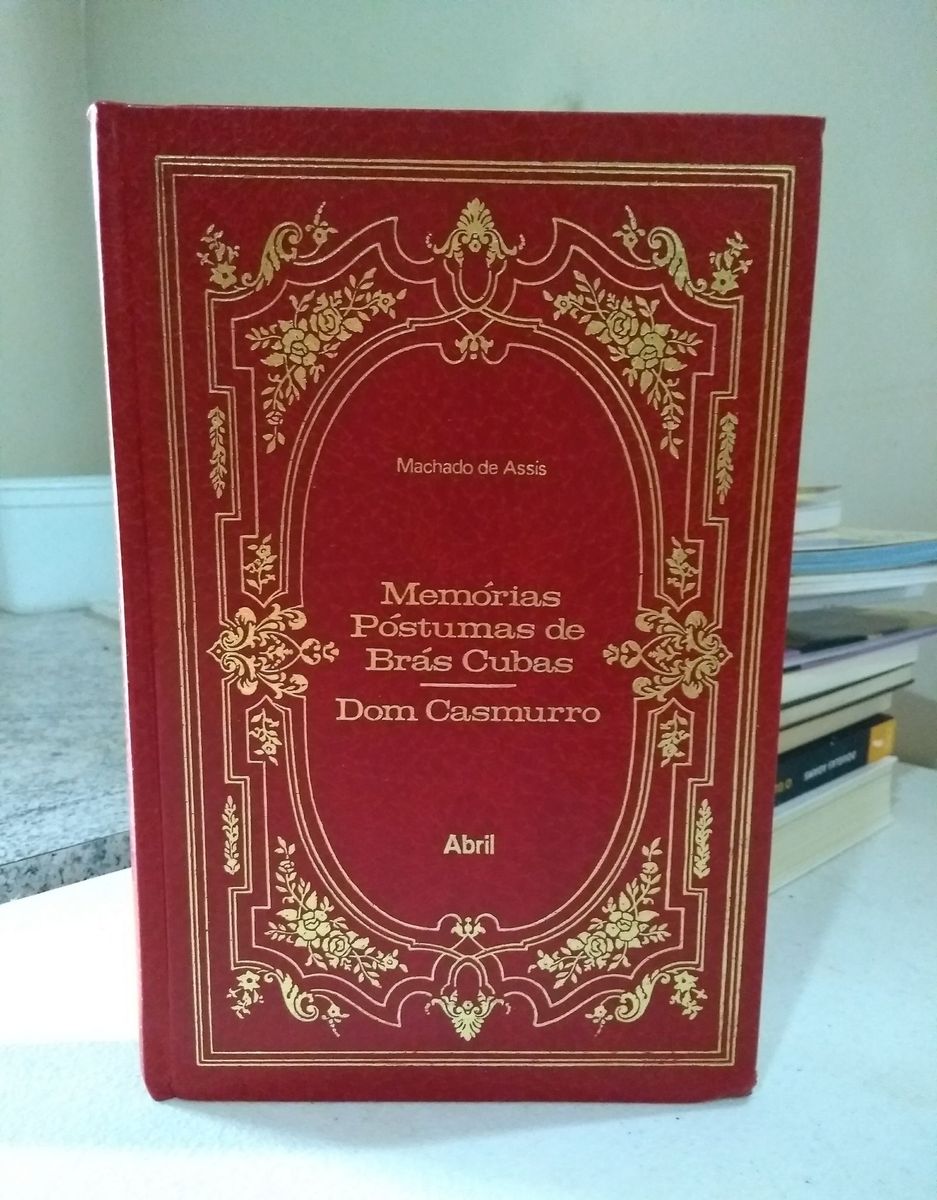 Machado de Assis
Memórias
Póstumas de
Brás Cubas
Dom Casmurro
Abril